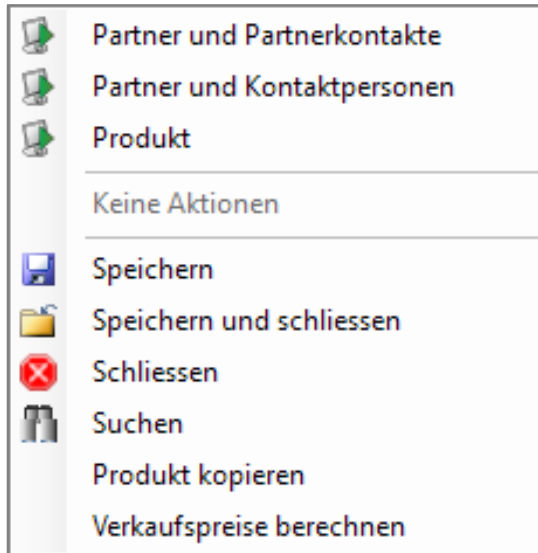 Partner und Partnerkontakte
Partner und Kontaktpersonen
Produkt
Keine Aktionen
Speichern
Speichern und schliessen
Schliessen
Suchen
Produkt kopieren
Verkaufspreise berechnen